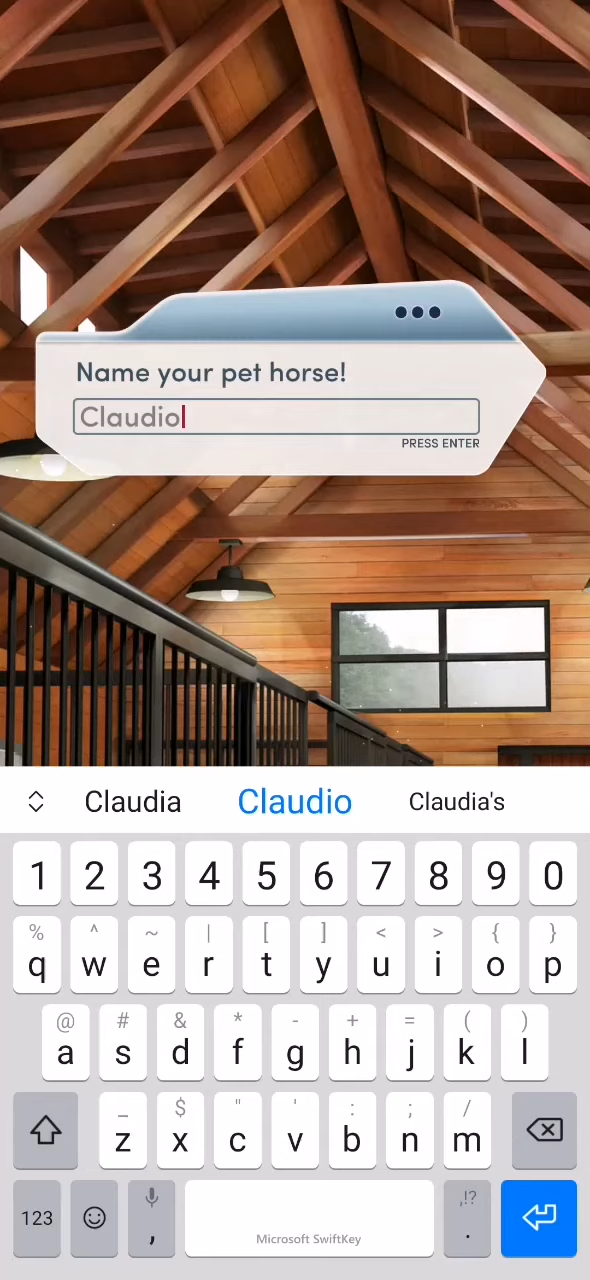 Name your pet horse!
Claudio
PRESS ENTER
Claudia Claudio Claudia's
1 2 3 4 5 6 7 8 9 0
% ^ ~ | [ ] < > { }
q w e r t y u i o p
@ # & * - + = ( )
a s d f g h j k l
_ $ " ' : ; /
z x c v b n m
,!?
123 , Microsoft SwiftKey .